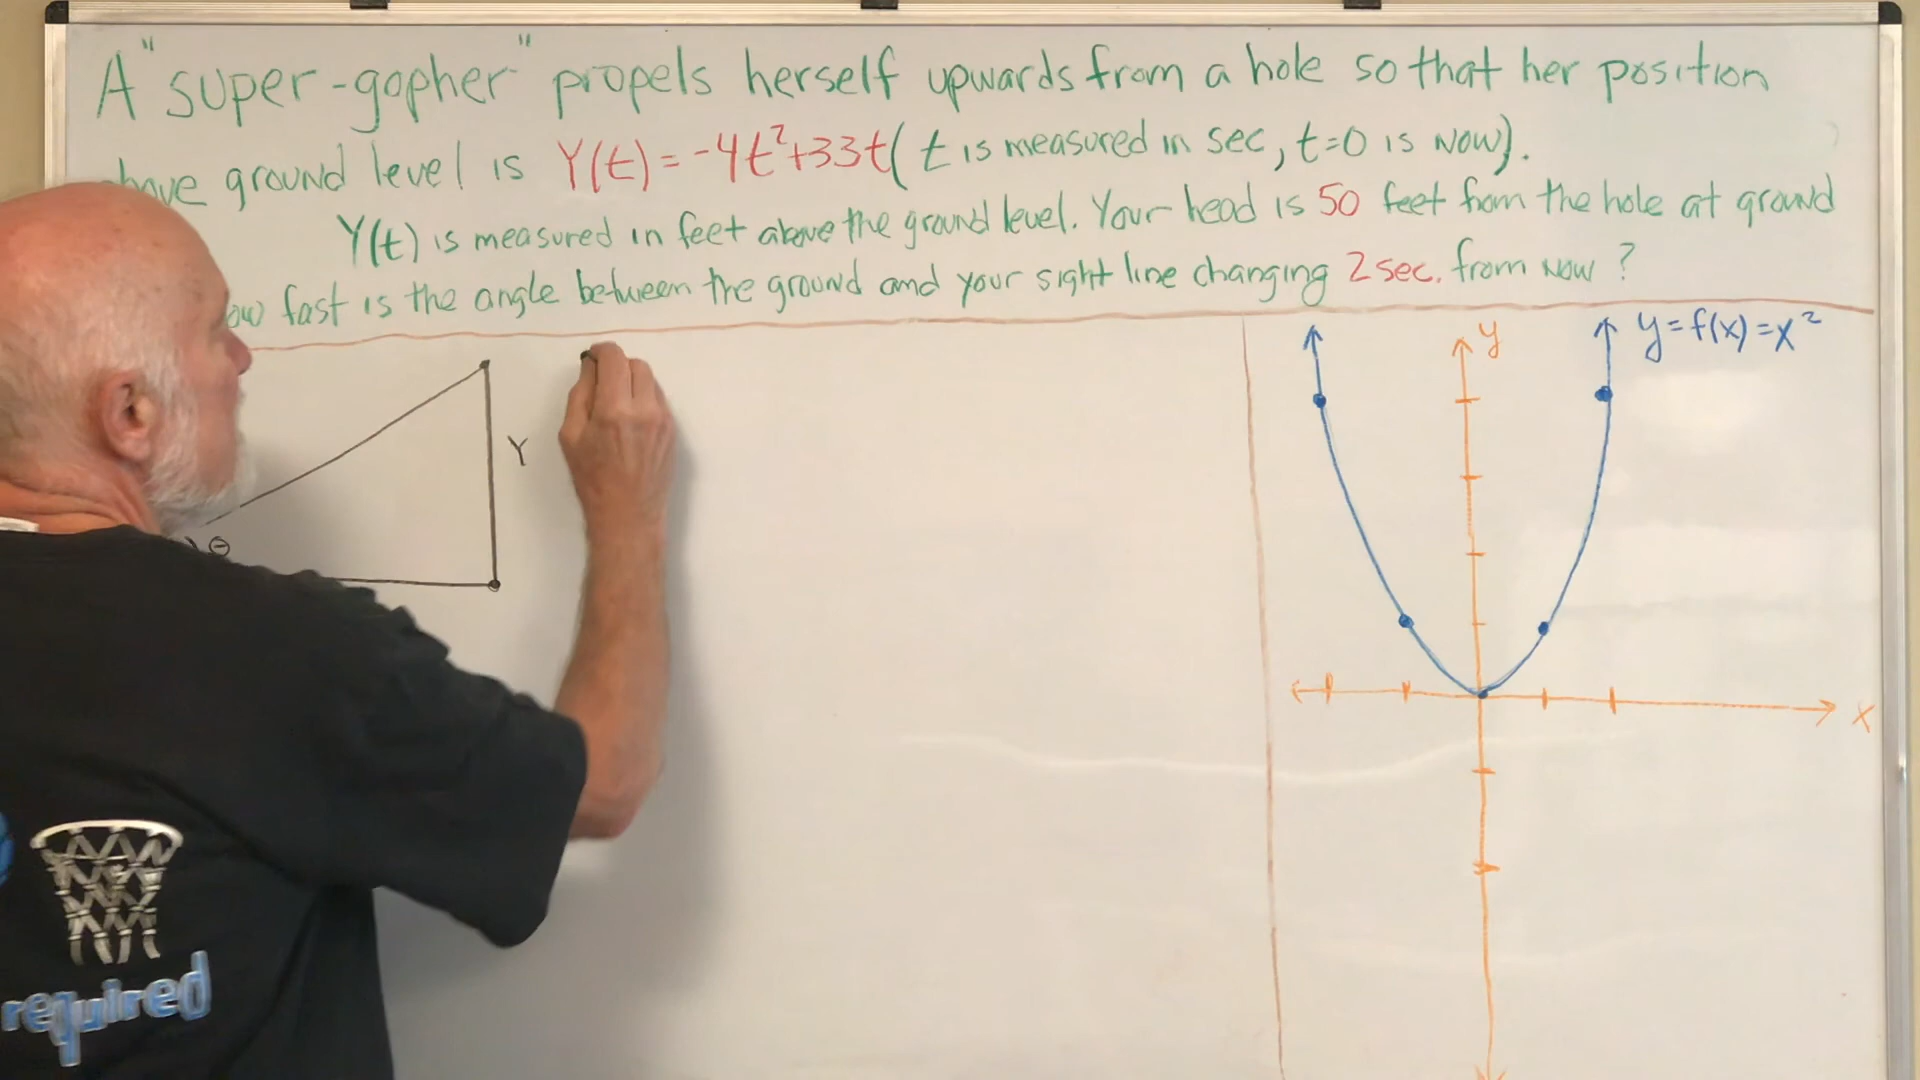 A "super-gopher" propels herself upwards from a hole so that her position
above ground level is Y(t) = -4t²+33t (t is measured in sec, t=0 is now).
Y(t) is measured in feet above the ground level. Your head is 50 feet from the hole at ground
ow fast is the angle between the ground and your sight line changing 2 sec. from now ?
y
y=f(x)=x²
Y
θ
x
required